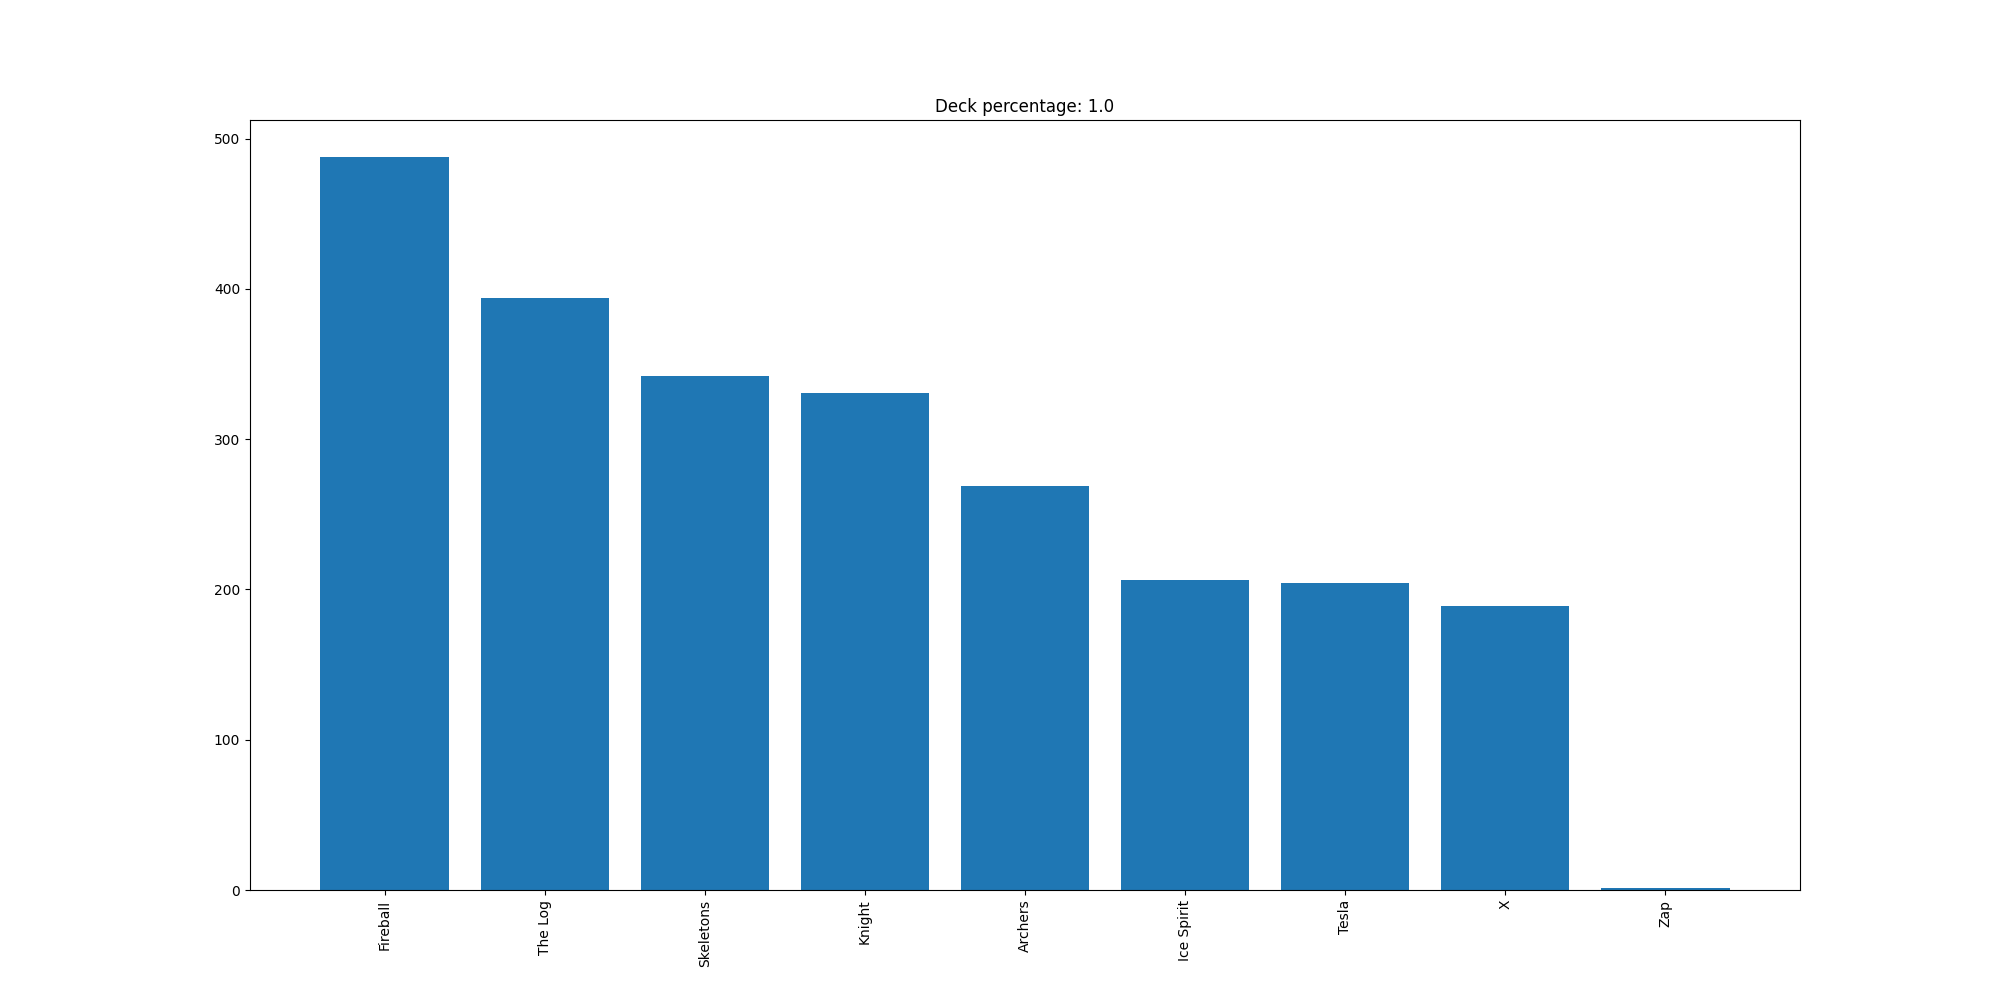 Deck percentage: 1.0
500
400
300
200
100
0
Fireball
The Log
Skeletons
Knight
Archers
Ice Spirit
Tesla
X
Zap